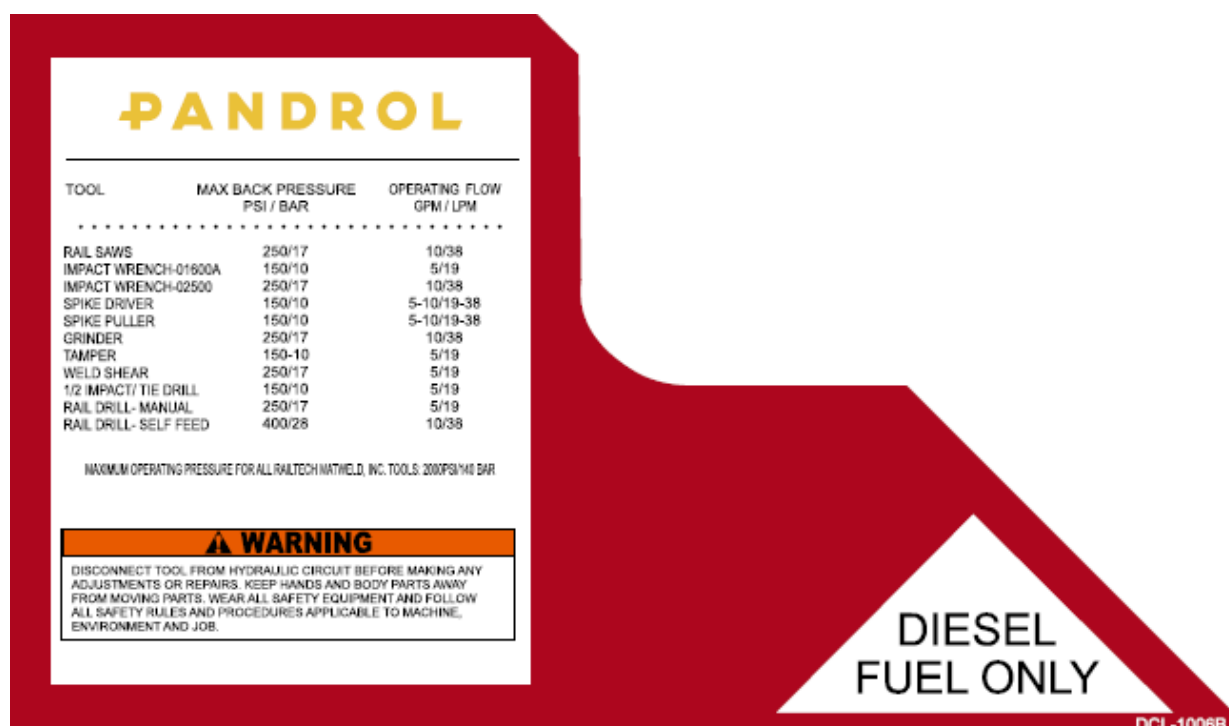 PANDROL
TOOL MAX BACK PRESSURE OPERATING FLOW
PSI / BAR GPM / LPM
RAIL SAWS 250/17 10/38
IMPACT WRENCH-01600A 150/10 5/19
IMPACT WRENCH-02500 250/17 10/38
SPIKE DRIVER 150/10 5-10/19-38
SPIKE PULLER 150/10 5-10/19-38
GRINDER 250/17 10/38
TAMPER 150-10 5/19
WELD SHEAR 250/17 5/19
1/2 IMPACT/ TIE DRILL 150/10 5/19
RAIL DRILL- MANUAL 250/17 5/19
RAIL DRILL- SELF FEED 400/28 10/38
MAXIMUM OPERATING PRESSURE FOR ALL RAILTECH MATWELD, INC. TOOLS: 2000PSI/140 BAR
WARNING
DISCONNECT TOOL FROM HYDRAULIC CIRCUIT BEFORE MAKING ANY
ADJUSTMENTS OR REPAIRS. KEEP HANDS AND BODY PARTS AWAY
FROM MOVING PARTS. WEAR ALL SAFETY EQUIPMENT AND FOLLOW
ALL SAFETY RULES AND PROCEDURES APPLICABLE TO MACHINE,
ENVIRONMENT AND JOB.
DIESEL
FUEL ONLY
DCL-1006B